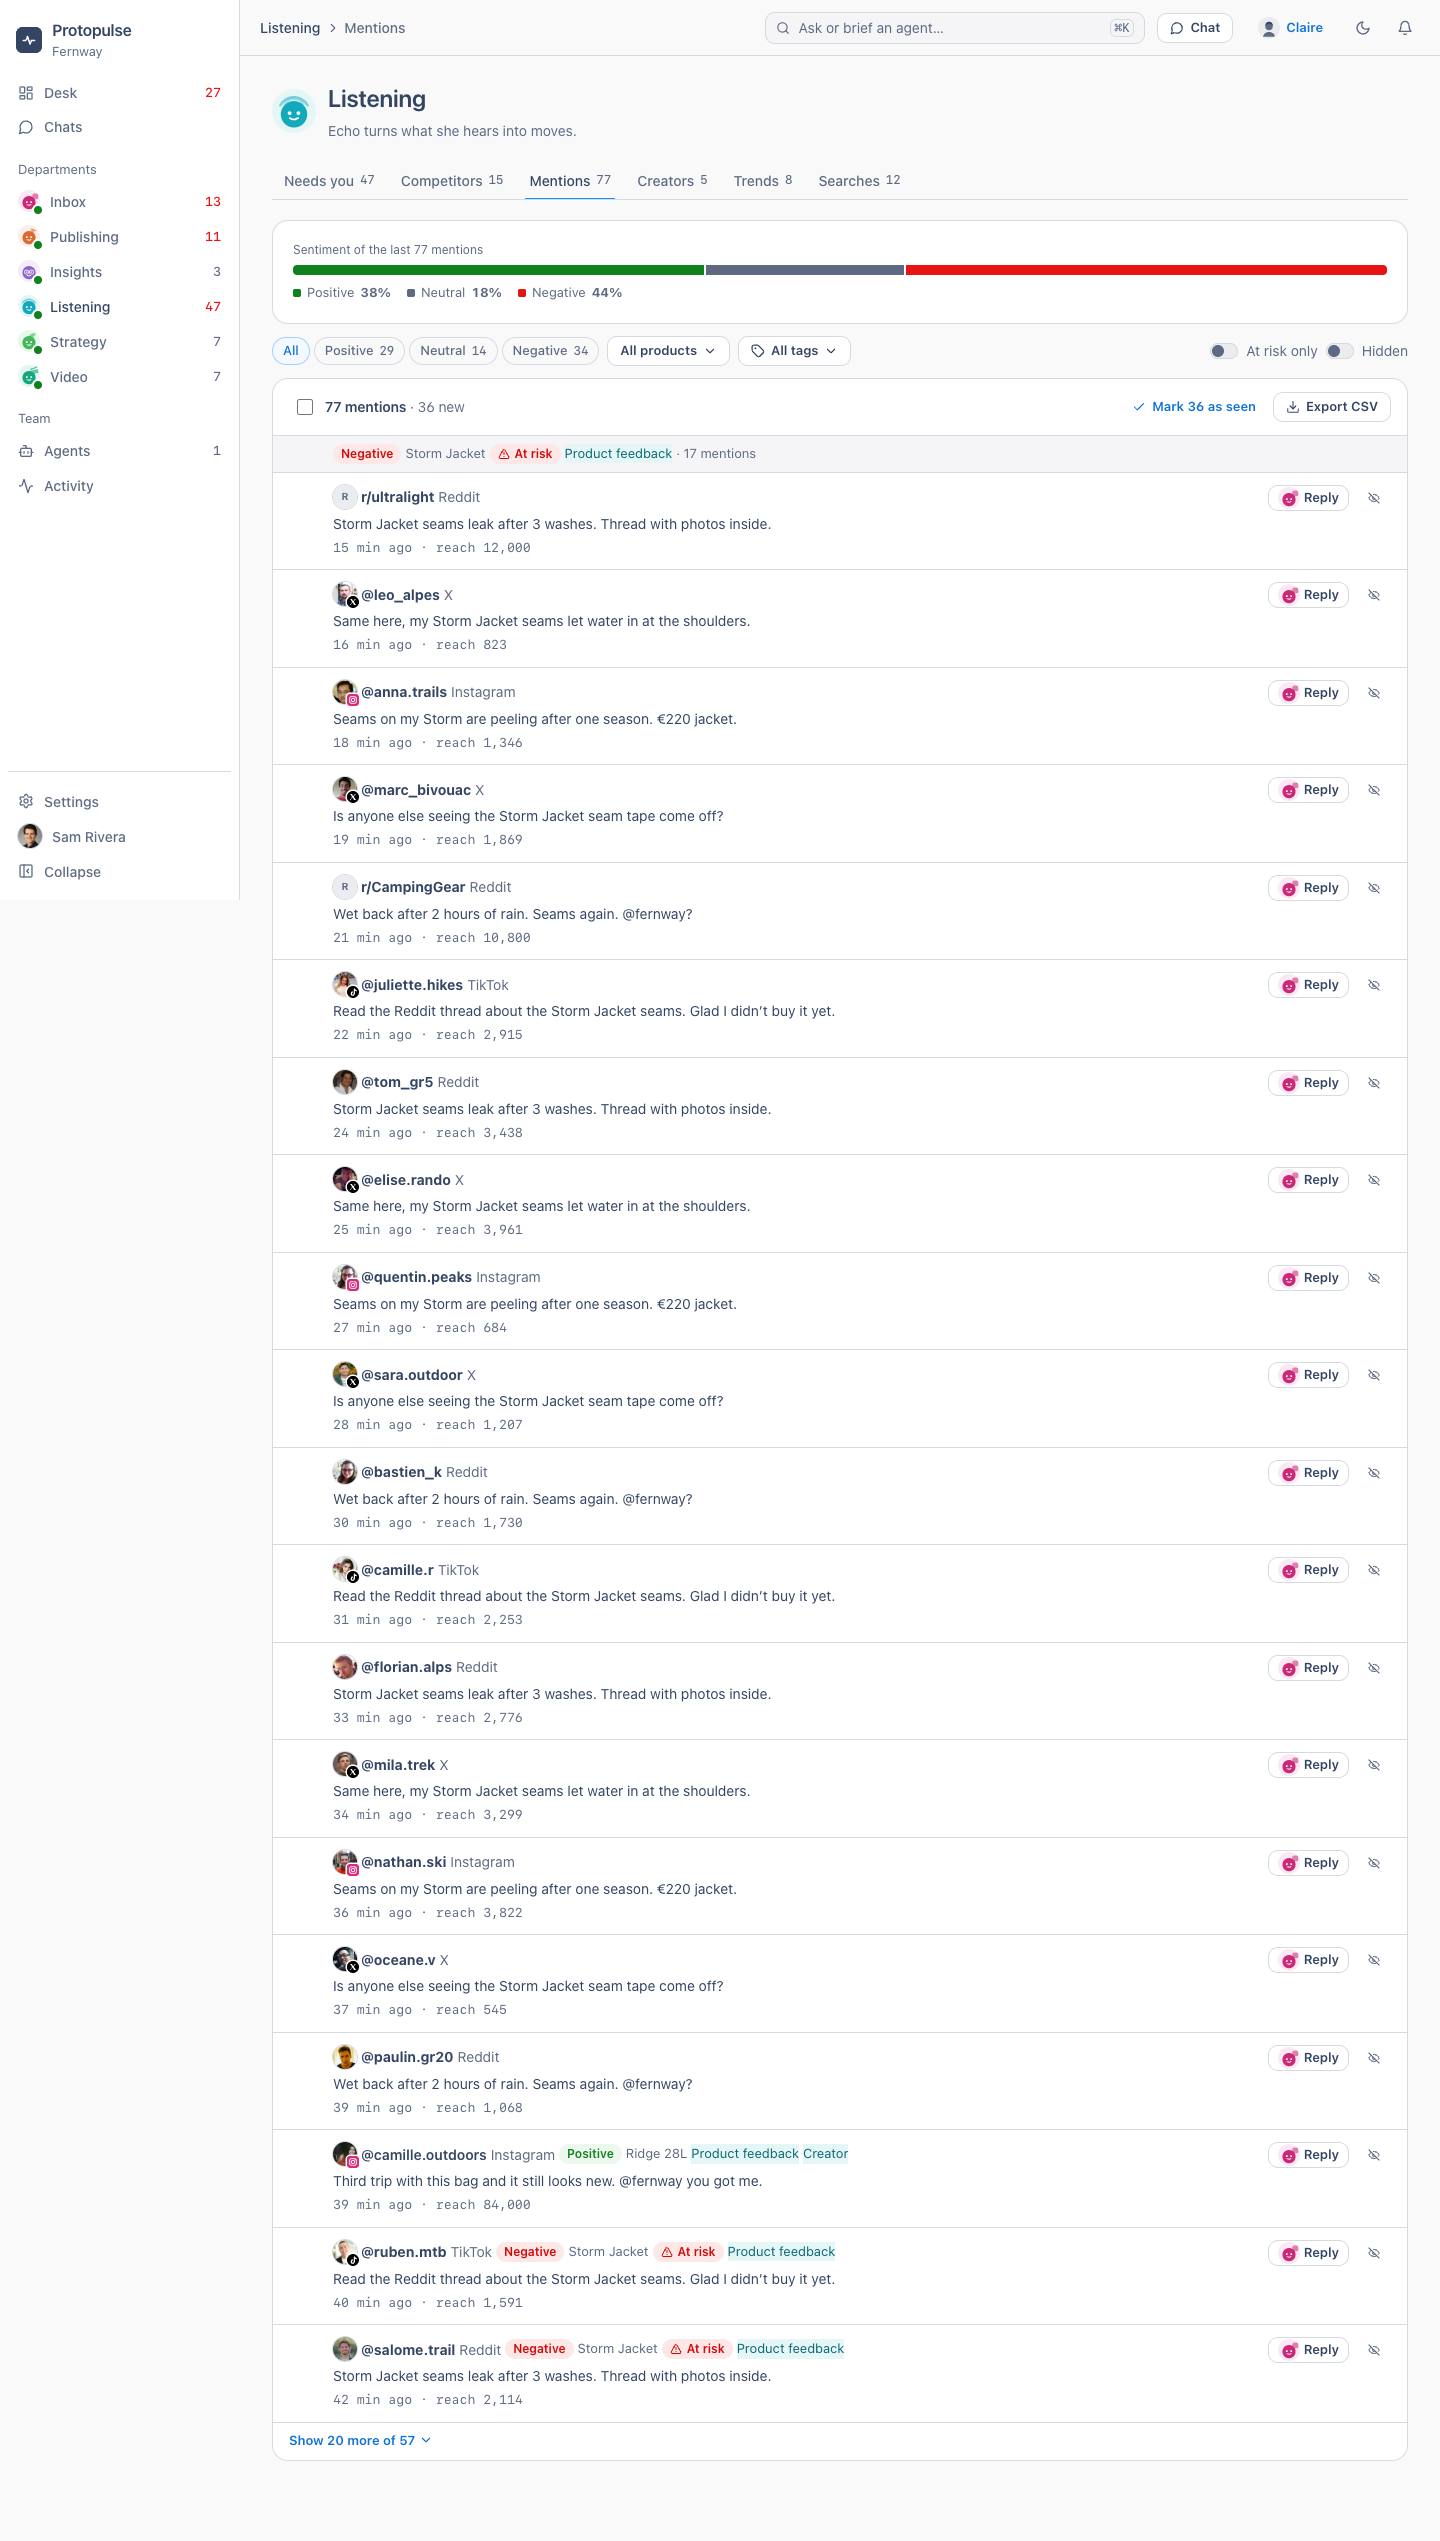 Protopulse
Fernway
Desk 27
Chats
Departments
Inbox 13
Publishing 11
Insights 3
Listening 47
Strategy 7
Video 7
Team
Agents 1
Activity
Settings
Sam Rivera
Collapse
Listening > Mentions
Ask or brief an agent... ⌘K
Chat
Claire
Listening
Echo turns what she hears into moves.
Needs you 47 Competitors 15 Mentions 77 Creators 5 Trends 8 Searches 12
Sentiment of the last 77 mentions
Positive 38% Neutral 18% Negative 44%
All Positive 29 Neutral 14 Negative 34 All products All tags At risk only Hidden
77 mentions · 36 new Mark 36 as seen Export CSV
Negative Storm Jacket At risk Product feedback · 17 mentions
R r/ultralight Reddit Reply
Storm Jacket seams leak after 3 washes. Thread with photos inside.
15 min ago · reach 12,000
@leo_alpes X Reply
Same here, my Storm Jacket seams let water in at the shoulders.
16 min ago · reach 823
@anna.trails Instagram Reply
Seams on my Storm are peeling after one season. €220 jacket.
18 min ago · reach 1,346
@marc_bivouac X Reply
Is anyone else seeing the Storm Jacket seam tape come off?
19 min ago · reach 1,869
R r/CampingGear Reddit Reply
Wet back after 2 hours of rain. Seams again. @fernway?
21 min ago · reach 10,800
@juliette.hikes TikTok Reply
Read the Reddit thread about the Storm Jacket seams. Glad I didn’t buy it yet.
22 min ago · reach 2,915
@tom_gr5 Reddit Reply
Storm Jacket seams leak after 3 washes. Thread with photos inside.
24 min ago · reach 3,438
@elise.rando X Reply
Same here, my Storm Jacket seams let water in at the shoulders.
25 min ago · reach 3,961
@quentin.peaks Instagram Reply
Seams on my Storm are peeling after one season. €220 jacket.
27 min ago · reach 684
@sara.outdoor X Reply
Is anyone else seeing the Storm Jacket seam tape come off?
28 min ago · reach 1,207
@bastien_k Reddit Reply
Wet back after 2 hours of rain. Seams again. @fernway?
30 min ago · reach 1,730
@camille.r TikTok Reply
Read the Reddit thread about the Storm Jacket seams. Glad I didn’t buy it yet.
31 min ago · reach 2,253
@florian.alps Reddit Reply
Storm Jacket seams leak after 3 washes. Thread with photos inside.
33 min ago · reach 2,776
@mila.trek X Reply
Same here, my Storm Jacket seams let water in at the shoulders.
34 min ago · reach 3,299
@nathan.ski Instagram Reply
Seams on my Storm are peeling after one season. €220 jacket.
36 min ago · reach 3,822
@oceane.v X Reply
Is anyone else seeing the Storm Jacket seam tape come off?
37 min ago · reach 545
@paulin.gr20 Reddit Reply
Wet back after 2 hours of rain. Seams again. @fernway?
39 min ago · reach 1,068
@camille.outdoors Instagram Positive Ridge 28L Product feedback Creator Reply
Third trip with this bag and it still looks new. @fernway you got me.
39 min ago · reach 84,000
@ruben.mtb TikTok Negative Storm Jacket At risk Product feedback Reply
Read the Reddit thread about the Storm Jacket seams. Glad I didn’t buy it yet.
40 min ago · reach 1,591
@salome.trail Reddit Negative Storm Jacket At risk Product feedback Reply
Storm Jacket seams leak after 3 washes. Thread with photos inside.
42 min ago · reach 2,114
Show 20 more of 57